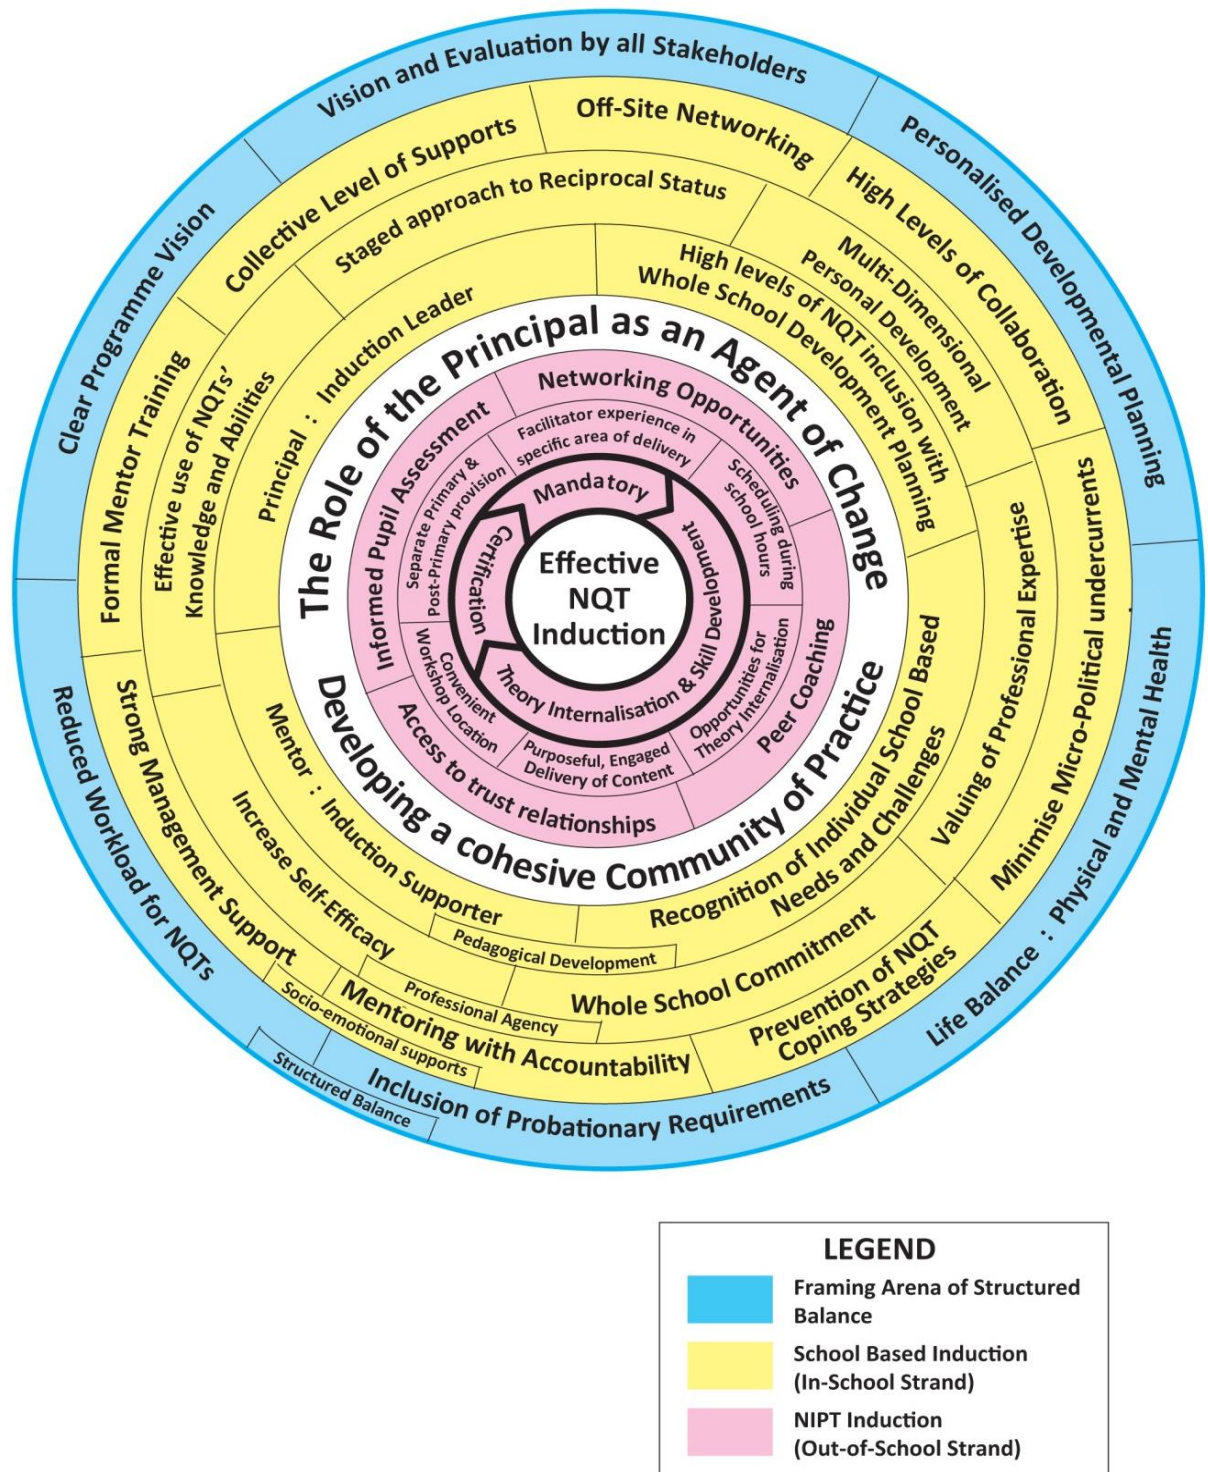 Vision and Evaluation by all Stakeholders
Personalised Developmental Planning
Life Balance : Physical and Mental Health
Inclusion of Probationary Requirements
Structured Balance
Reduced Workload for NQTs
Clear Programme Vision
Off-Site Networking
High Levels of Collaboration
Minimise Micro-Political undercurrents
Prevention of NQT
Coping Strategies
Mentoring with Accountability
Socio-emotional supports
Strong Management Support
Formal Mentor Training
Collective Level of Supports
Staged approach to Reciprocal Status
Multi-Dimensional
Personal Development
Valuing of Professional Expertise
Whole School Commitment
Professional Agency
Increase Self-Efficacy
Effective use of NQTs’
Knowledge and Abilities
Principal : Induction Leader
High levels of NQT inclusion with
Whole School Development Planning
Recognition of Individual School Based
Needs and Challenges
Pedagogical Development
Mentor : Induction Supporter
The Role of the Principal as an Agent of Change
Developing a cohesive Community of Practice
Networking Opportunities
Peer Coaching
Access to trust relationships
Informed Pupil Assessment
Facilitator experience in
specific area of delivery
Scheduling during
school hours
Opportunities for
Theory Internalisation
Purposeful, Engaged
Delivery of Content
Convenient
Workshop Location
Separate Primary &
Post-Primary provision
Mandatory
Skill Development
Theory Internalisation &
Certification
Effective
NQT
Induction
LEGEND
Framing Arena of Structured
Balance
School Based Induction
(In-School Strand)
NIPT Induction
(Out-of-School Strand)